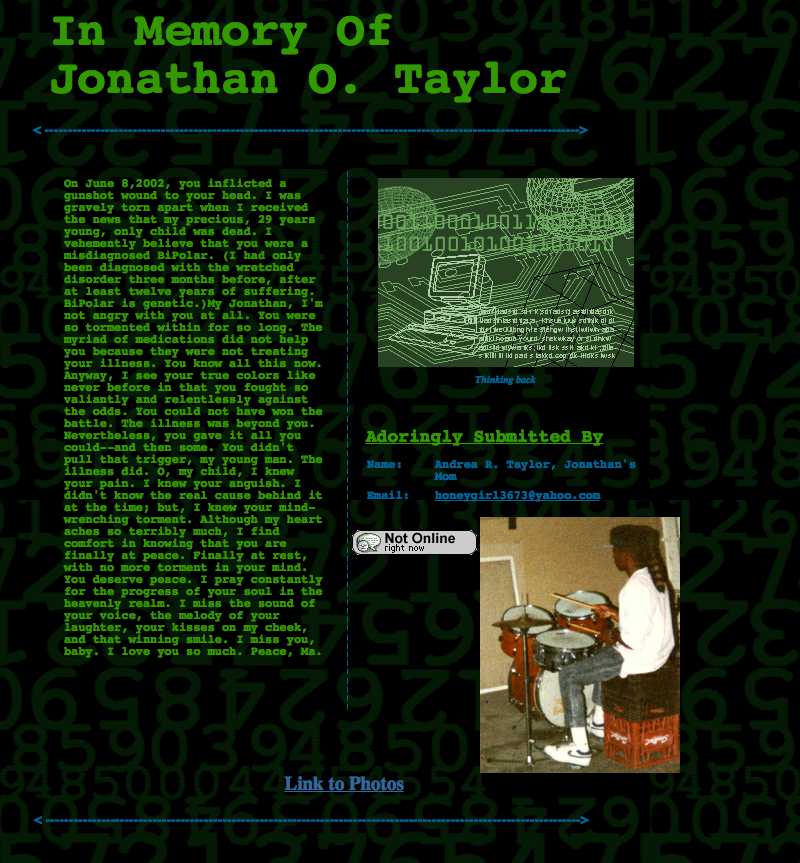 In Memory Of
Jonathan O. Taylor
On June 8,2002, you inflicted a
gunshot wound to your head. I was
gravely torn apart when I received
the news that my precious, 29 years
young, only child was dead. I
vehemently believe that you were a
misdiagnosed BiPolar. (I had only
been diagnosed with the wretched
disorder three months before, after
at least twelve years of suffering.
BiPolar is genetic.)My Jonathan, I'm
not angry with you at all. You were
so tormented within for so long. The
myriad of medications did not help
you because they were not treating
your illness. You know all this now.
Anyway, I see your true colors like
never before in that you fought so
valiantly and relentlessly against
the odds. You could not have won the
battle. The illness was beyond you.
Nevertheless, you gave it all you
could--and then some. You didn't
pull that trigger, my young man. The
illness did. O, my child, I knew
your pain. I knew your anguish. I
didn't know the real cause behind it
at the time; but, I knew your mind-
wrenching torment. Although my heart
aches so terribly much, I find
comfort in knowing that you are
finally at peace. Finally at rest,
with no more torment in your mind.
You deserve peace. I pray constantly
for the progress of your soul in the
heavenly realm. I miss the sound of
your voice, the melody of your
laughter, your kisses on my cheek,
and that winning smile. I miss you,
baby. I love you so much. Peace, Ma.
Thinking back
Adoringly Submitted By
Name: Andrea R. Taylor, Jonathan's
Mom
Email: honeygirl3673@yahoo.com
Not Online
right now
Link to Photos